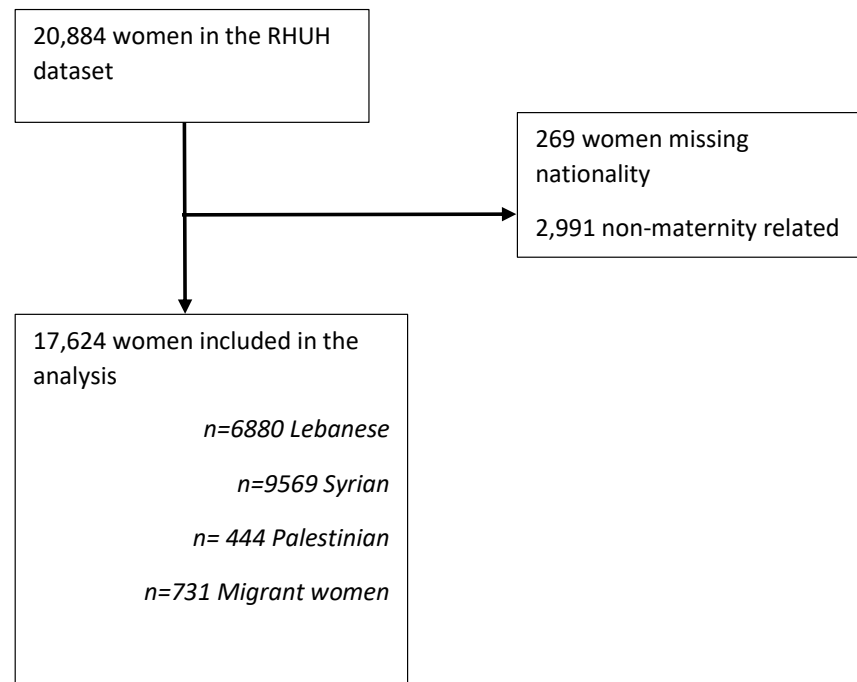 20,884 women in the RHUH
dataset
269 women missing
nationality
2,991 non-maternity related
17,624 women included in the
analysis
n=6880 Lebanese
n=9569 Syrian
n= 444 Palestinian
n=731 Migrant women